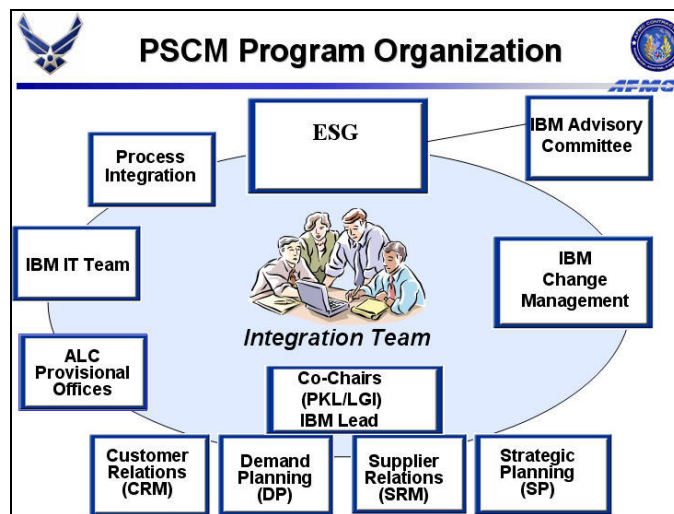 PSCM Program Organization
AFMC
ESG
IBM Advisory
Committee
Process
Integration
IBM IT Team
IBM
Change
Management
Integration Team
ALC
Provisional
Offices
Co-Chairs
(PKL/LGI)
IBM Lead
Customer
Relations
(CRM)
Demand
Planning
(DP)
Supplier
Relations
(SRM)
Strategic
Planning
(SP)